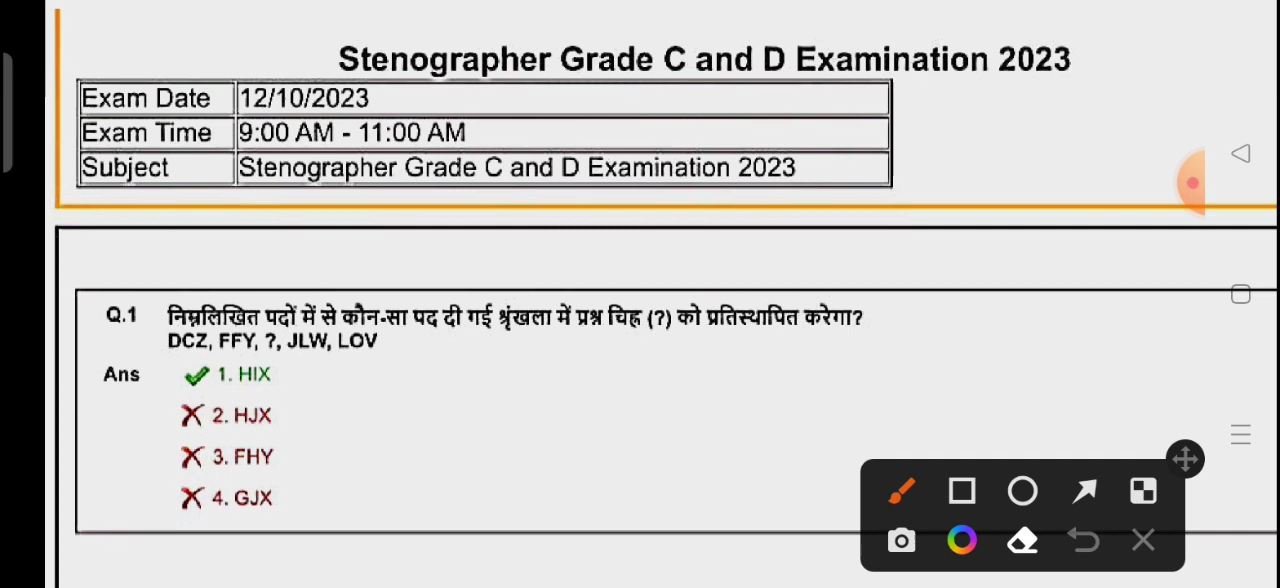 Stenographer Grade C and D Examination 2023
Exam Date 12/10/2023
Exam Time 9:00 AM - 11:00 AM
Subject Stenographer Grade C and D Examination 2023
Q.1 निम्नलिखित पदों में से कौन-सा पद दी गई श्रृंखला में प्रश्न चिह्न (?) को प्रतिस्थापित करेगा?
DCZ, FFY, ?, JLW, LOV
Ans 1. HIX
2. HJX
3. FHY
4. GJX